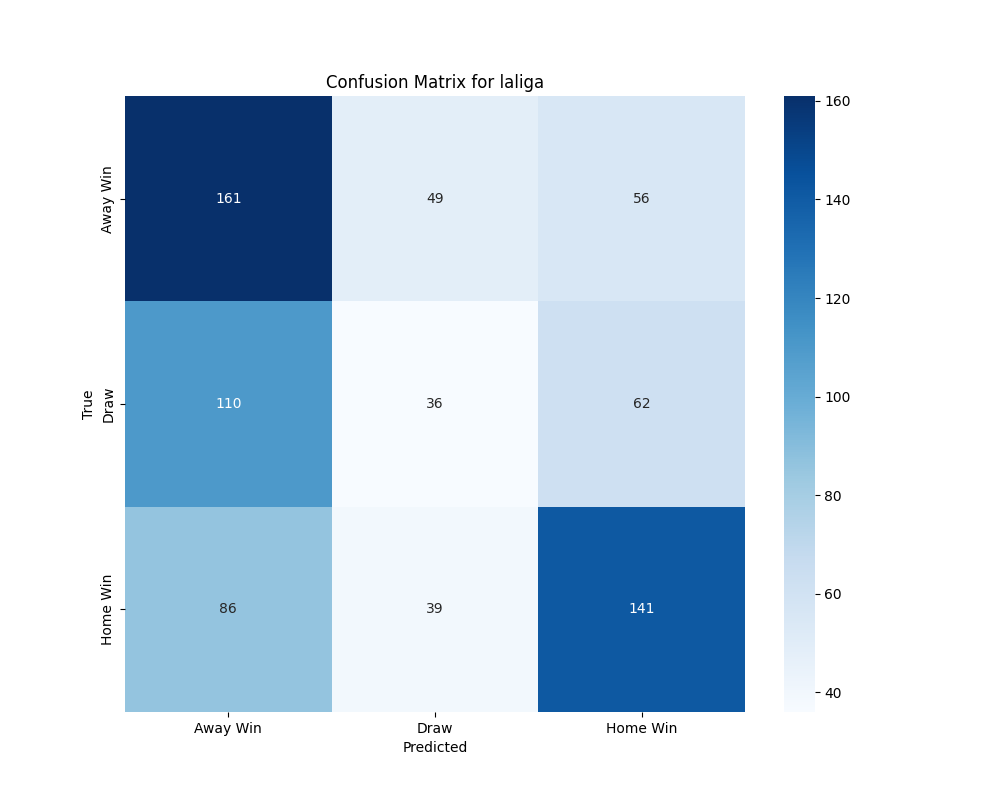 Confusion Matrix for laliga
True
Away Win
161 49 56
Draw
110 36 62
Home Win
86 39 141
Away Win Draw Home Win
Predicted
160
140
120
100
80
60
40